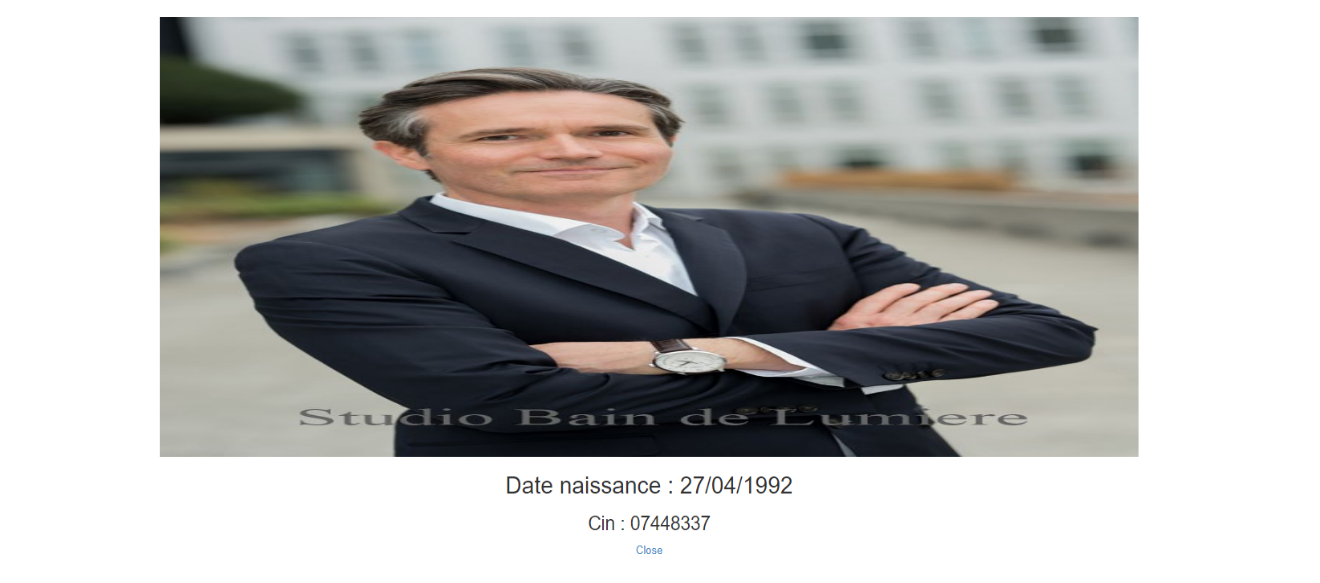 Studio Bain de Lumiere
Date naissance : 27/04/1992
Cin : 07448337
Close